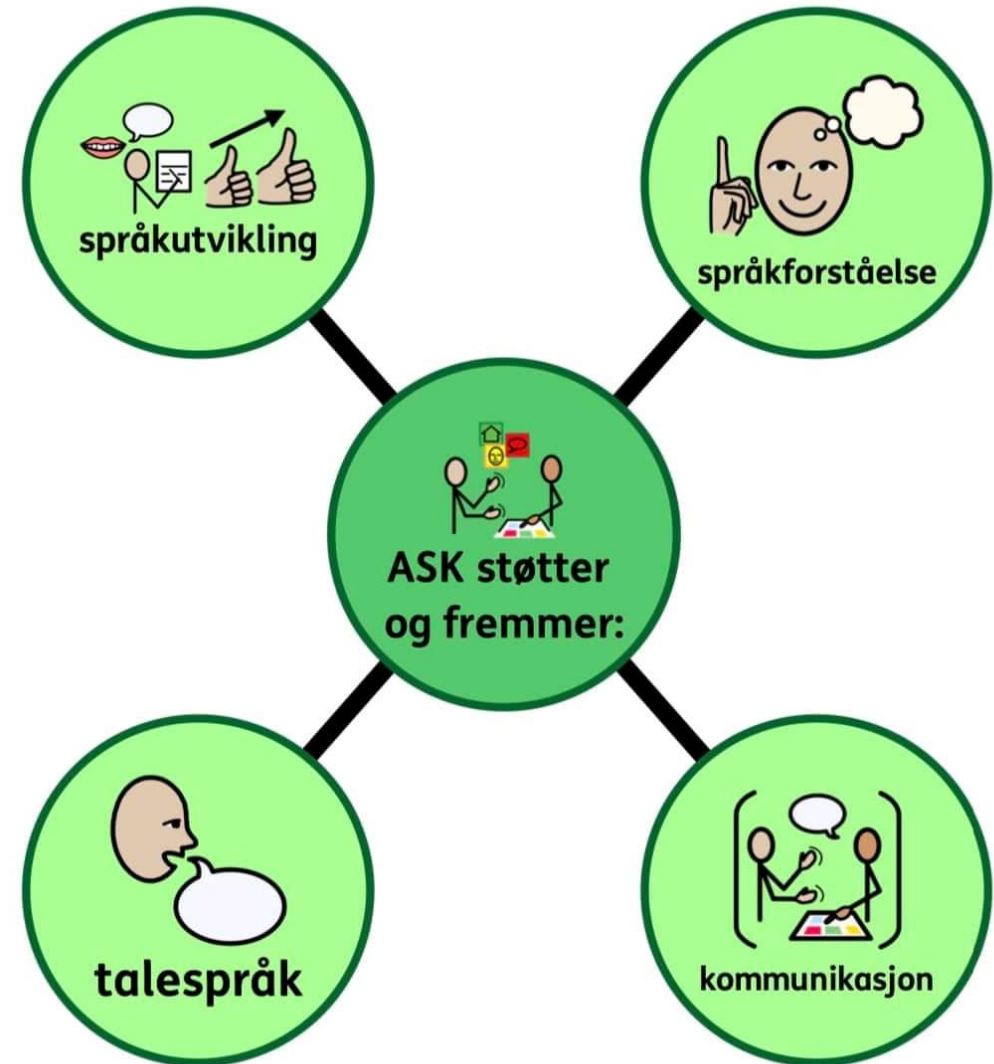 språkutvikling
språkforståelse
ASK støtter
og fremmer:
talespråk
kommunikasjon